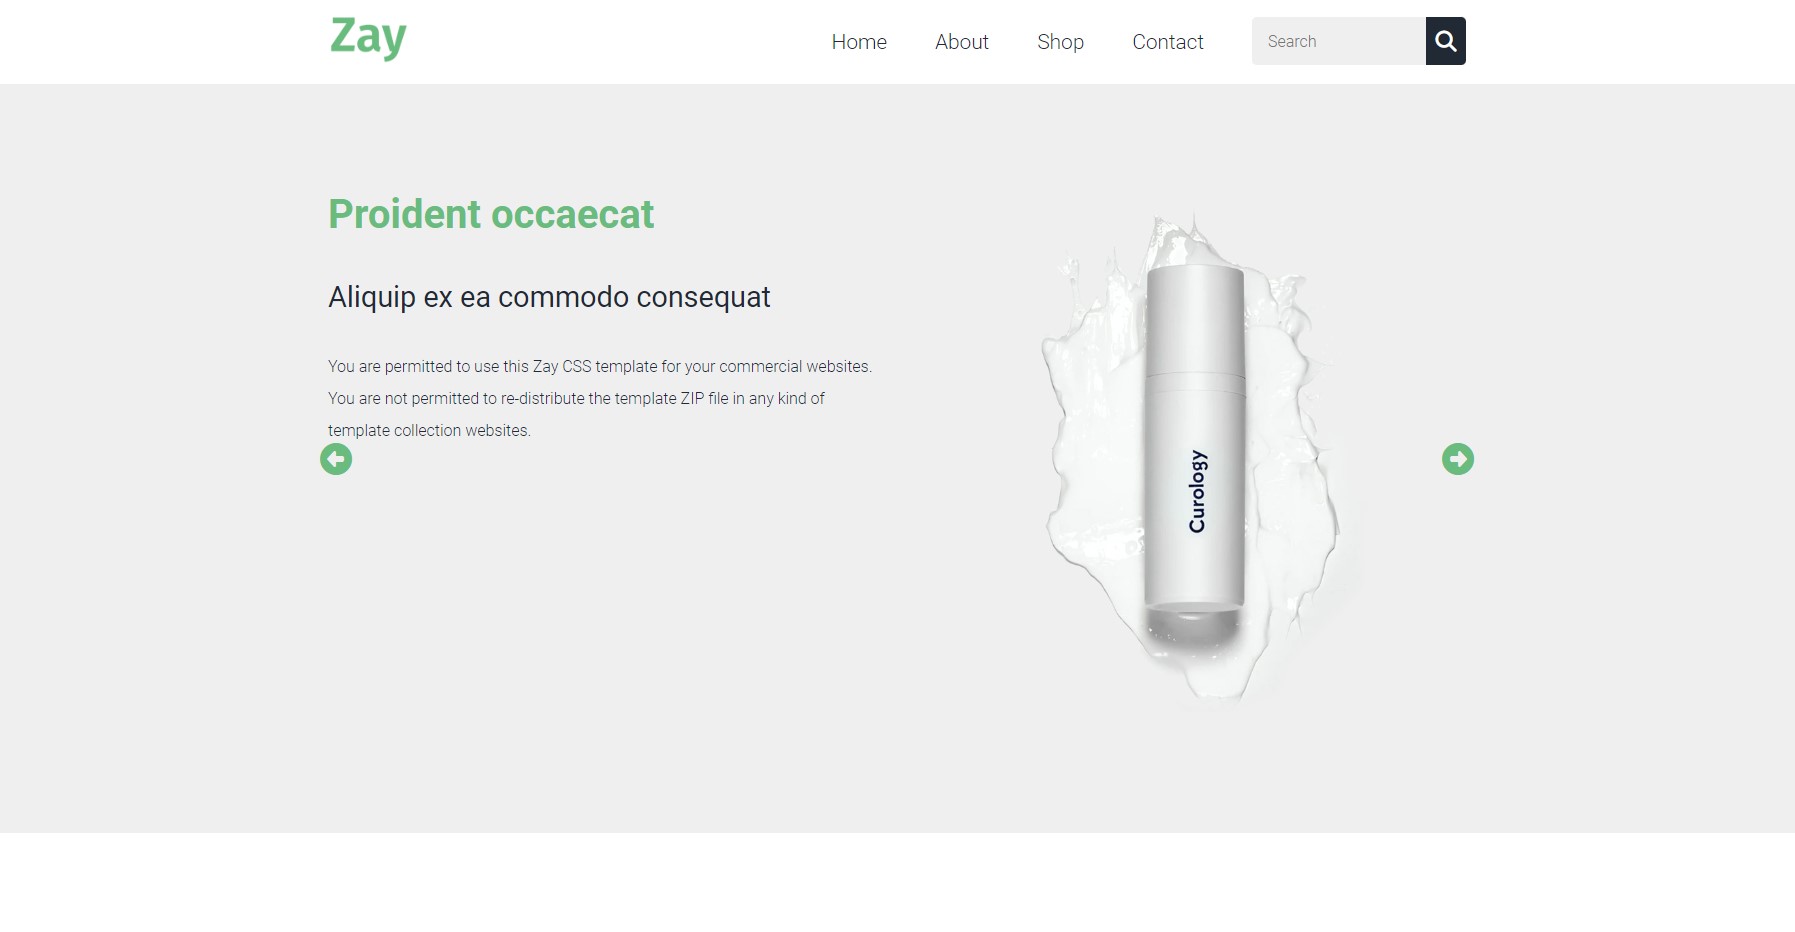 Zay
Home
About
Shop
Contact
Search
Proident occaecat
Aliquip ex ea commodo consequat
You are permitted to use this Zay CSS template for your commercial websites.
You are not permitted to re-distribute the template ZIP file in any kind of
template collection websites.
Curology